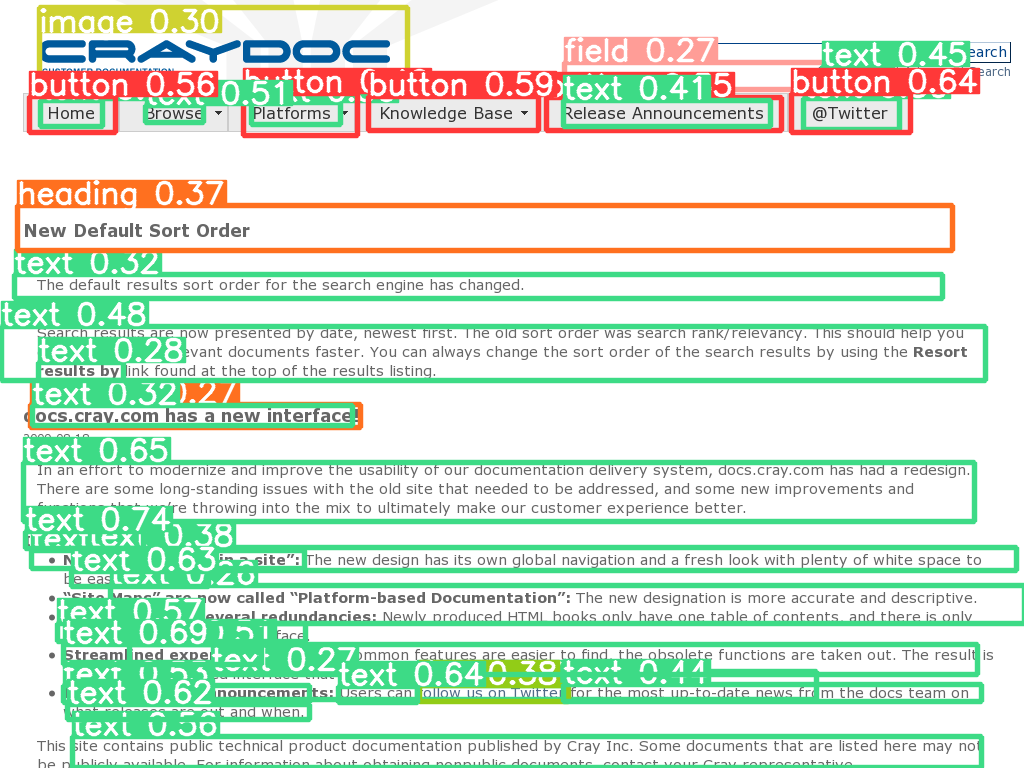 image 0.30
CRAYDOC
CUSTOMER DOCUMENTATION
field 0.27
text 0.45
Search
search
button 0.56
text 0.51
button
button 0.59
text 0.41
button 0.64
Home
Browse
Platforms
Knowledge Base
Release Announcements
@Twitter
heading 0.37
New Default Sort Order
text 0.32
The default results sort order for the search engine has changed.
text 0.48
Search results are now presented by date, newest first. The old sort order was search rank/relevancy. This should help you
text 0.28
documents faster. You can always change the sort order of the search results by using the Resort
results by link found at the top of the results listing.
text 0.32
0.27
docs.cray.com has a new interface!
text 0.65
In an effort to modernize and improve the usability of our documentation delivery system, docs.cray.com has had a redesign.
There are some long-standing issues with the old site that needed to be addressed, and some new improvements and
functions that we're throwing into the mix to ultimately make our customer experience better.
text 0.74
text
text 0.38
text 0.63
in a site”: The new design has its own global navigation and a fresh look with plenty of white space to
be
text 0.26
“Site Maps” are now called “Platform-based Documentation”: The new designation is more accurate and descriptive.
text 0.57
several redundancies: Newly produced HTML books only have one table of contents, and there is only
text 0.69
0.51
Streamlined features are easier to find, the obsolete functions are taken out. The result is
text 0.27
interface that
text 0.53
text 0.64
0.38
text 0.44
text 0.62
announcements: Users can follow us on Twitter for the most up-to-date news from the docs team on
what releases are out and when.
text 0.56
This site contains public technical product documentation published by Cray Inc. Some documents that are listed here may not
be publicly available. For information about obtaining nonpublic documents, contact your Cray representative.